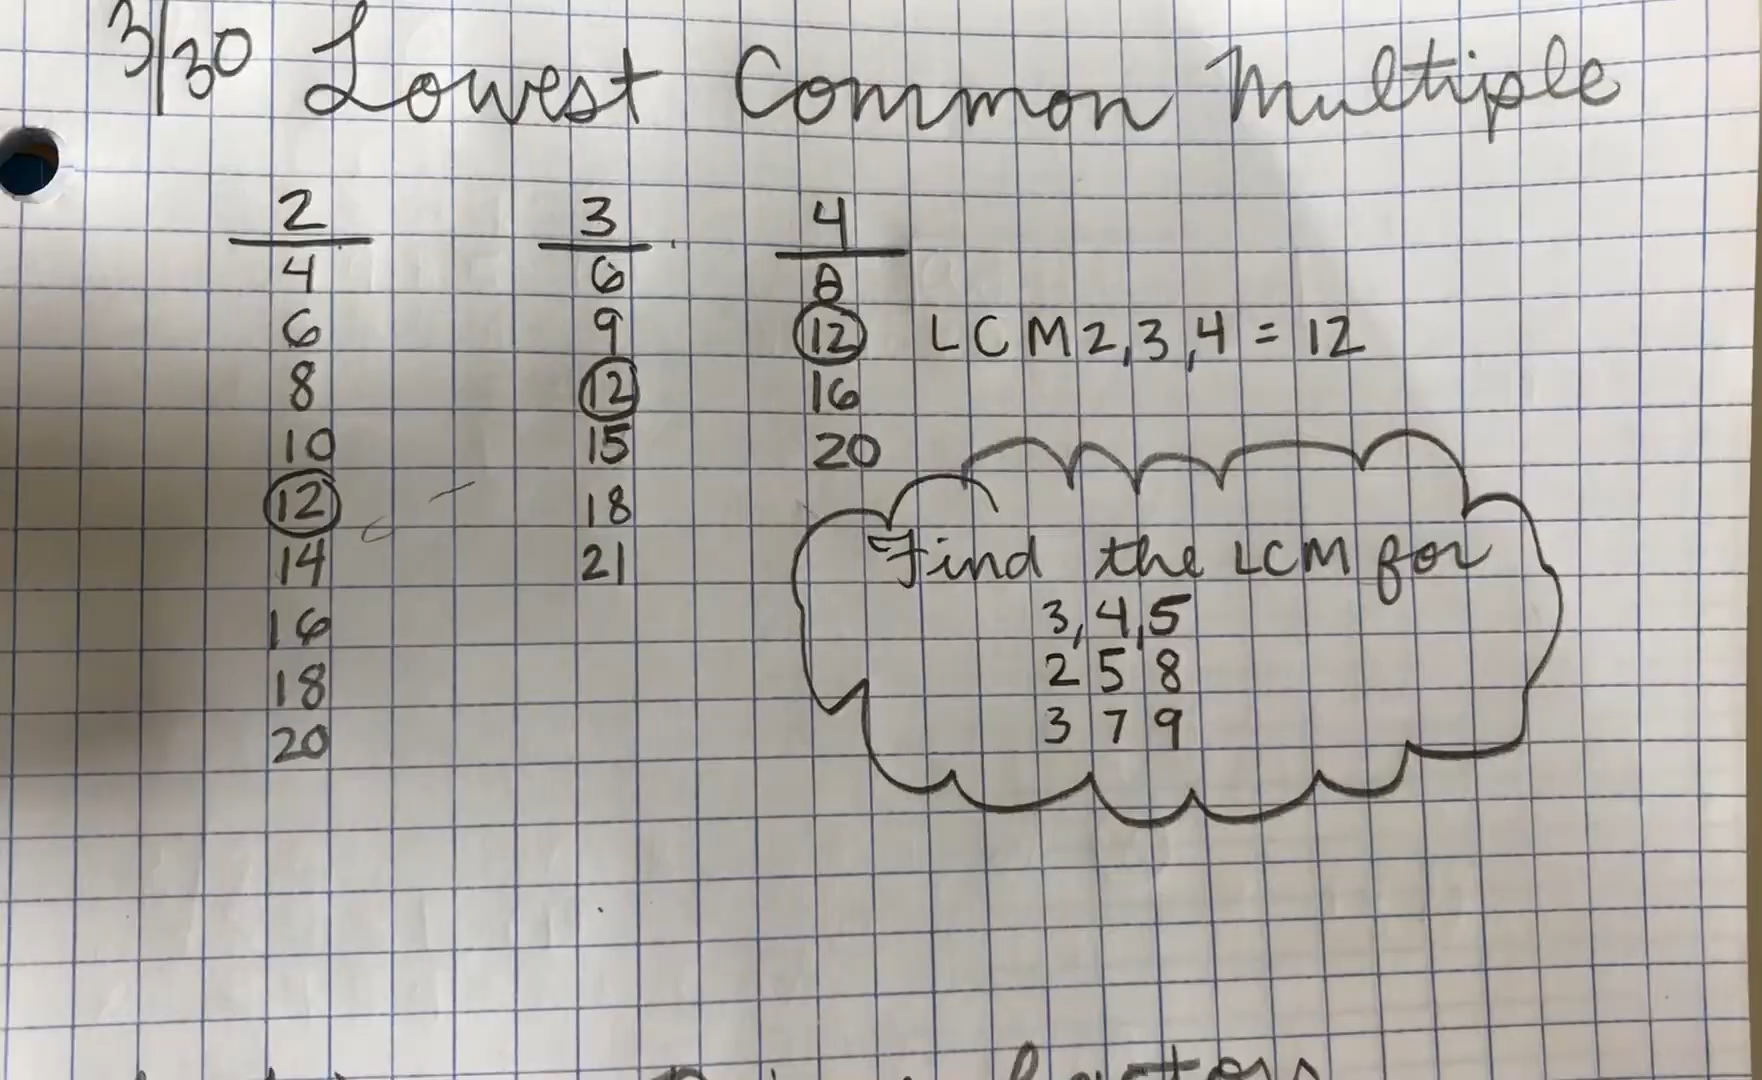 3/30 Lowest Common Multiple
2 3 4
4 6 8
6 9 12 LCM 2,3,4 = 12
8 12 16
10 15 20
12 18
14 21
16
18
20
Find the LCM for
3,4,5
2 5 8
3 7 9